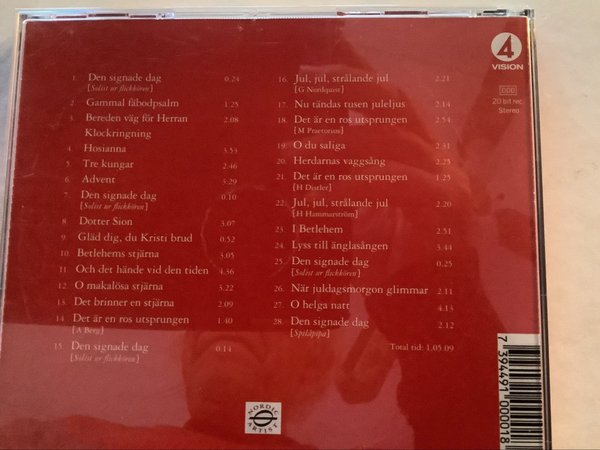 1. Den signade dag 0.24
[Solist ur flickkören]
2. Gammal fäbodpsalm 1.25
3. Bereden väg för Herran 2.08
Klockringning
4. Hosianna 3.53
5. Tre kungar 2.46
6. Advent 3.29
7. Den signade dag 0.10
[Solist ur flickkören]
8. Dotter Sion 3.07
9. Gläd dig, du Kristi brud 0.52
10. Betlehems stjärna 3.05
11. Och det hände vid den tiden 4.36
12. O makalösa stjärna 3.22
13. Det brinner en stjärna 2.09
14. Det är en ros utsprungen 1.40
[A Berg]
15. Den signade dag 0.14
[Solist ur flickkören]
16. Jul, jul, strålande jul 2.21
[G Nordquist]
17. Nu tändas tusen juleljus 2.14
18. Det är en ros utsprungen 2.54
[M Praetorius]
19. O du saliga 2.31
20. Herdarnas vaggsång 2.25
21. Det är en ros utsprungen 1.25
[H Distler]
22. Jul, jul, strålande jul 2.20
[H Hammarström]
23. I Betlehem 2.51
24. Lyss till änglasången 3.44
25. Den signade dag 0.25
[Solist ur flickkören]
26. När juldagsmorgon glimmar 2.11
27. O helga natt 4.13
28. Den signade dag 2.12
[Spilåpipa]
Total tid: 1.05.09
4
VISION
DDD
20 bit rec
Stereo
NORDIC
ARTIST
7 394491 000018